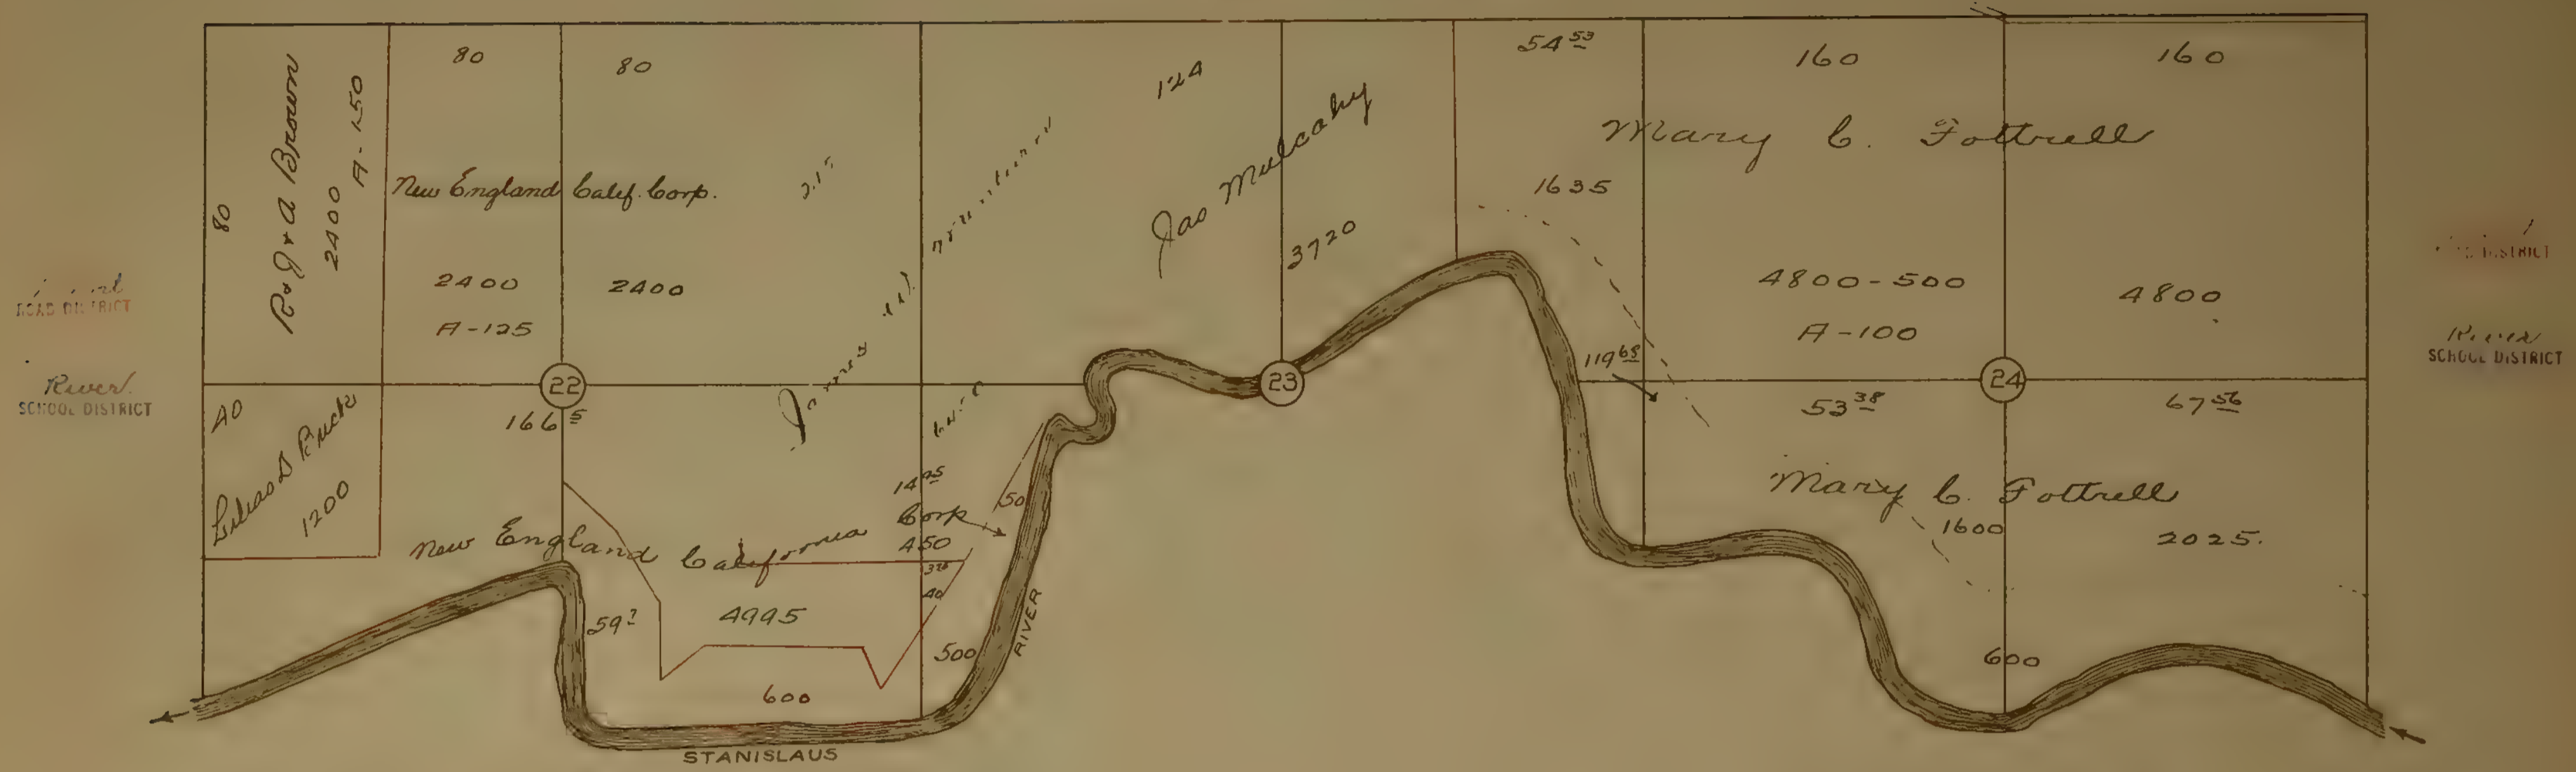 80
R & J & A Brown
2400
A-150
80
80
New England Calif. Corp.
2400
2400
A-125
22
166 5
40
1200
New England California Corp
14 95
50
450
40
59 7
4995
500
600
STANISLAUS
RIVER
124
Jas Mulcahy
3720
23
54 53
1635
160
160
Mary C. Fottrell
4800-500
A-100
4800
119 65
24
53 38
67 56
Mary C. Fottrell
1600
2025.
600
ROAD DISTRICT
River
SCHOOL DISTRICT
DISTRICT
River
SCHOOL DISTRICT